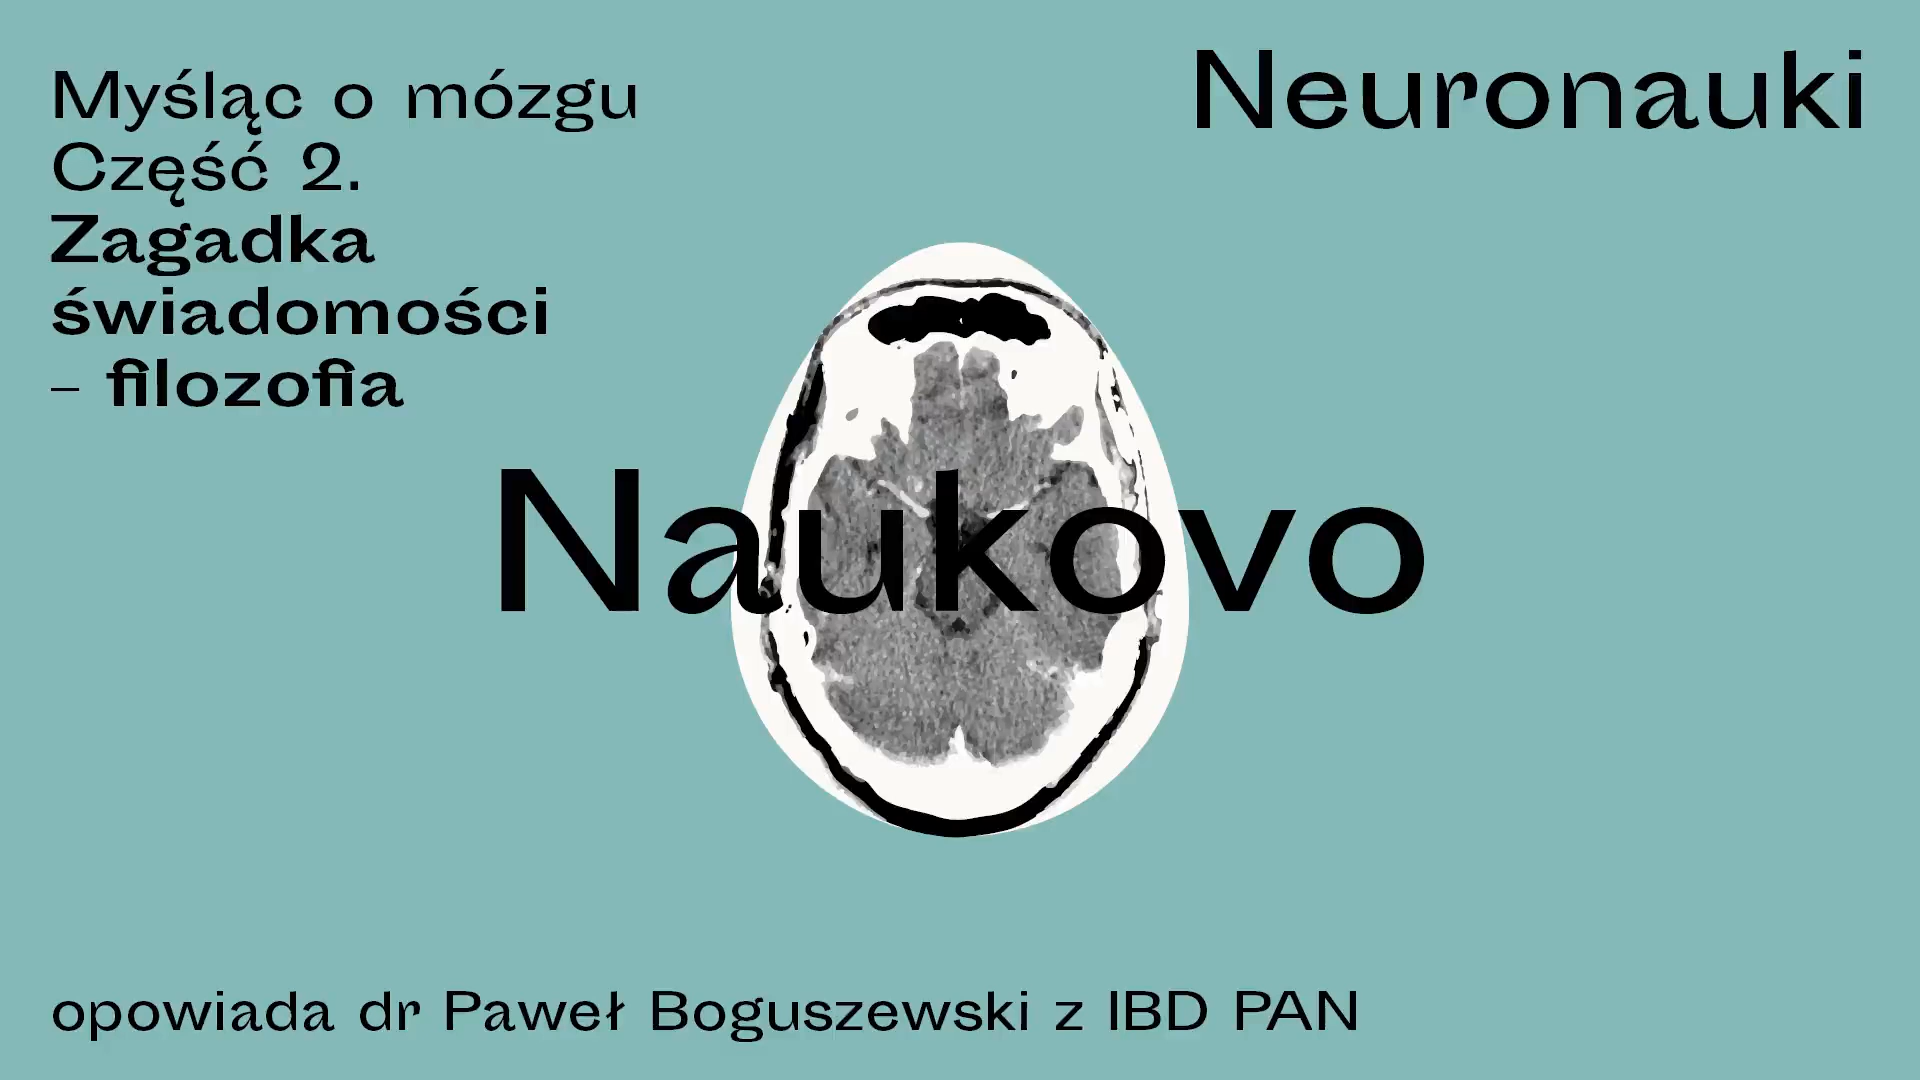 Myśląc o mózgu
Część 2.
Zagadka
świadomości
– filozofia
Neuronauki
Naukovo
opowiada dr Paweł Boguszewski z IBD PAN